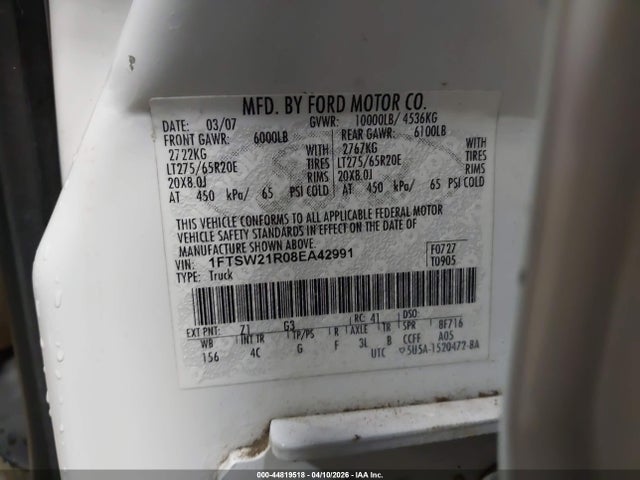 MFD. BY FORD MOTOR CO.
DATE: 03/07 GVWR: 10000LB/ 4536KG
FRONT GAWR: 6000LB REAR GAWR: 6100LB
2722KG WITH 2767KG WITH
LT275/65R20E TIRES LT275/65R20E TIRES
20X8.0J RIMS 20X8.0J RIMS
AT 450 kPa/ 65 PSI COLD AT 450 kPa/ 65 PSI COLD
THIS VEHICLE CONFORMS TO ALL APPLICABLE FEDERAL MOTOR
VEHICLE SAFETY STANDARDS IN EFFECT ON THE DATE OF
MANUFACTURE SHOWN ABOVE.
VIN: 1FTSW21R08EA42991 F0727
TYPE: Truck T0905
EXT PNT: Z1 G3 RC: 41 DSO:
WB INT TR TP/PS R AXLE TR SPR 8F716
156 4C G F 3L B CCFF A05
UTC 5U5A-1520472-BA
000-44819518 - 04/10/2026 - IAA Inc.